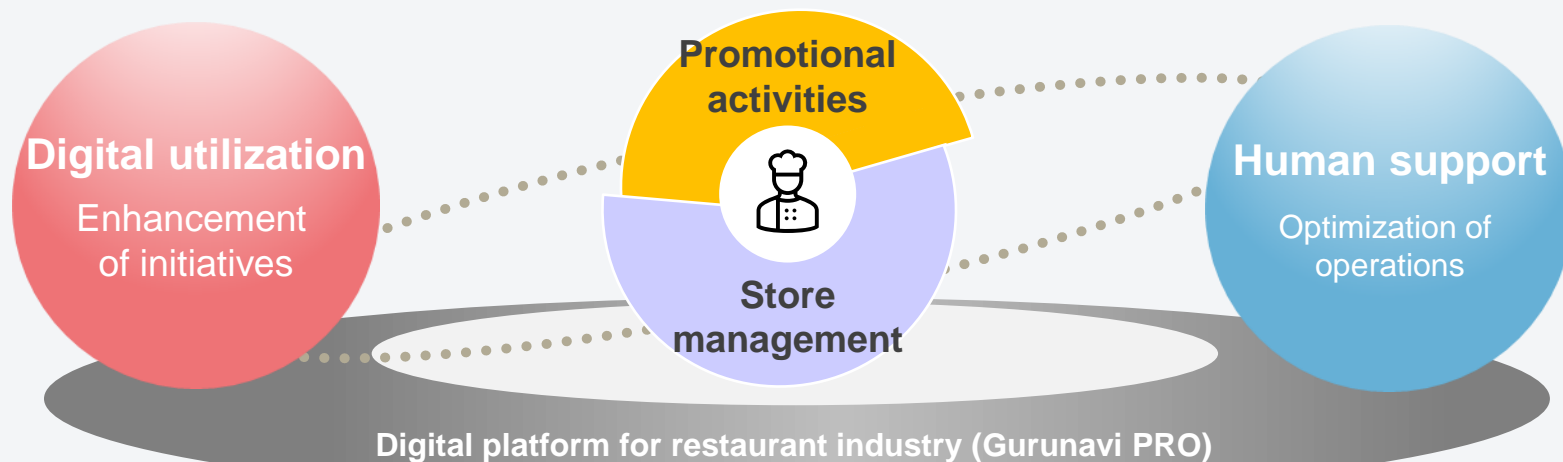 Digital utilization
Enhancement
of initiatives
Promotional
activities
Store
management
Human support
Optimization of
operations
Digital platform for restaurant industry (Gurunavi PRO)